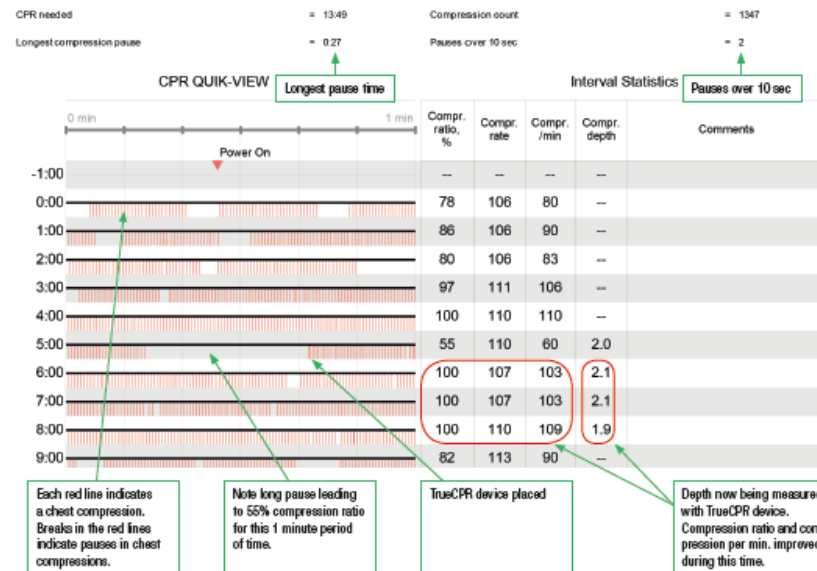 CPR needed = 13:49 Compression count = 1347
Longest compression pause = 0:27 Pauses over 10 sec = 2
CPR QUIK-VIEW Longest pause time Interval Statistics Pauses over 10 sec
0 min 1 min Compr. ratio, % Compr. rate Compr. /min Compr. depth Comments
Power On
-1:00 -- -- -- --
0:00 78 106 80 --
1:00 86 106 90 --
2:00 80 106 83 --
3:00 97 111 106 --
4:00 100 110 110 --
5:00 55 110 60 2.0
6:00 100 107 103 2.1
7:00 100 107 103 2.1
8:00 100 110 109 1.9
9:00 82 113 90 --
Each red line indicates
a chest compression.
Breaks in the red lines
indicate pauses in chest
compressions.
Note long pause leading
to 55% compression ratio
for this 1 minute period
of time.
TrueCPR device placed
Depth now being measured
with TrueCPR device.
Compression ratio and com
pression per min. improved
during this time.